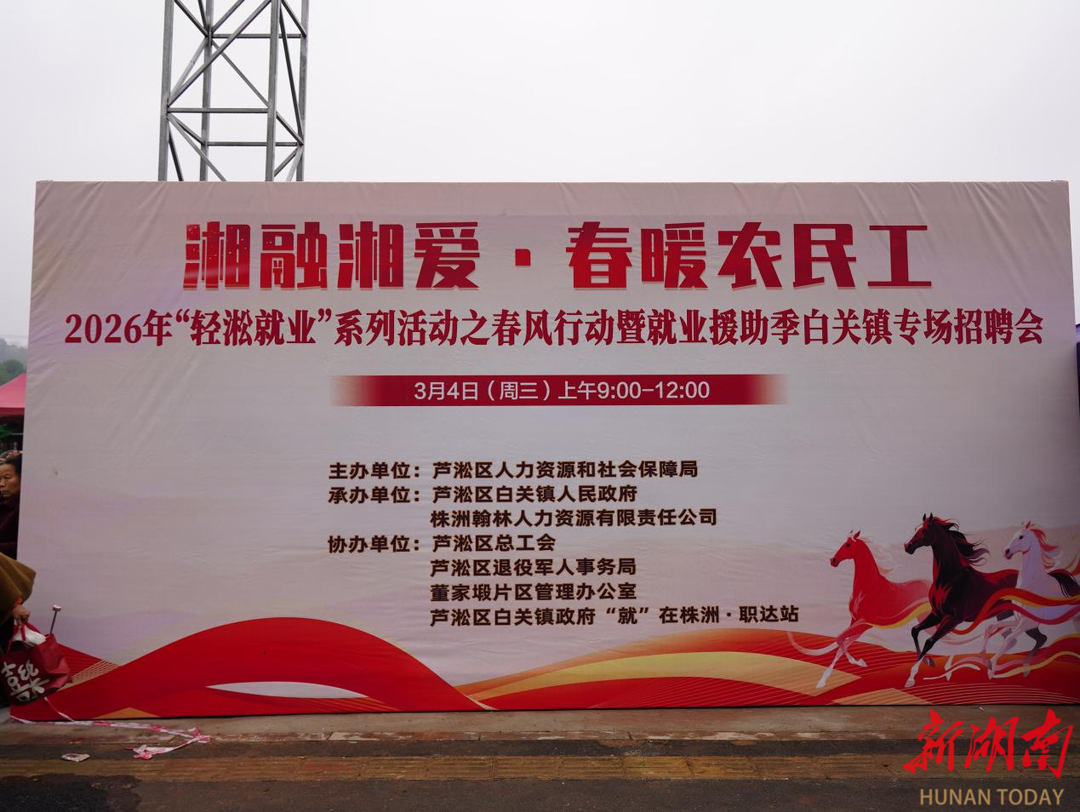 湘融湘爱·春暖农民工
2026年“轻淞就业”系列活动之春风行动暨就业援助季白关镇专场招聘会
3月4日（周三）上午9:00-12:00
主办单位：芦淞区人力资源和社会保障局
承办单位：芦淞区白关镇人民政府
株洲翰林人力资源有限责任公司
协办单位：芦淞区总工会
芦淞区退役军人事务局
董家塅片区管理办公室
芦淞区白关镇政府“就”在株洲·职达站
新湖南
HUNAN TODAY